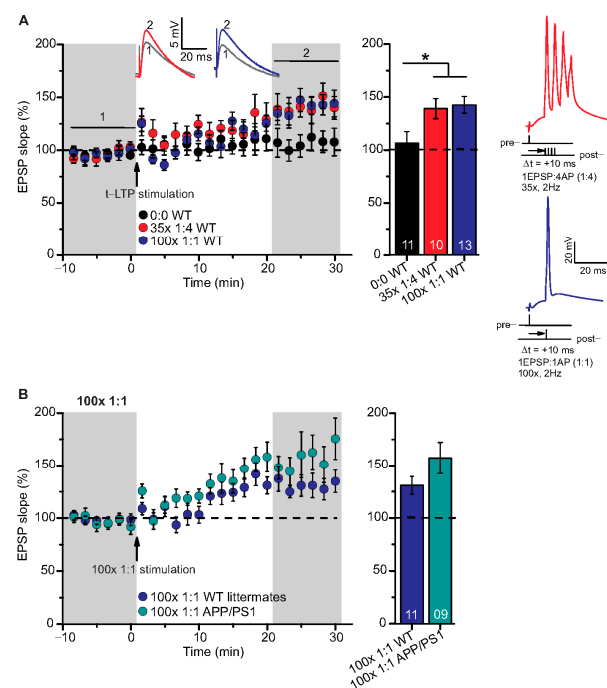 A
2
1
5 mV
20 ms
2
1
2
1
200
150
100
50
0
EPSP slope (%)
t–LTP stimulation
0:0 WT
35x 1:4 WT
100x 1:1 WT
−10
0
10
20
30
Time (min)
200
150
100
50
0
11
10
13
*
0:0 WT
35x 1:4 WT
100x 1:1 WT
pre–
post–
Δt = +10 ms
1EPSP:4AP (1:4)
35x, 2Hz
20 mV
20 ms
pre–
post–
Δt = +10 ms
1EPSP:1AP (1:1)
100x, 2Hz
B
100x 1:1
200
150
100
50
0
EPSP slope (%)
100x 1:1 stimulation
100x 1:1 WT littermates
100x 1:1 APP/PS1
−10
0
10
20
30
Time (min)
200
150
100
50
0
11
09
100x 1:1 WT
100x 1:1 APP/PS1